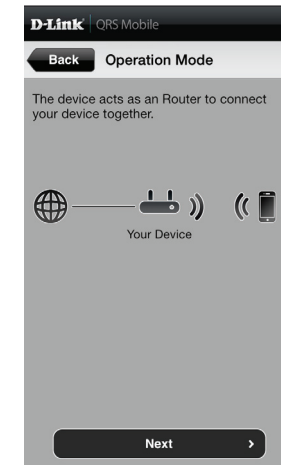 D-Link QRS Mobile
Back Operation Mode
The device acts as an Router to connect
your device together.
Your Device
Next